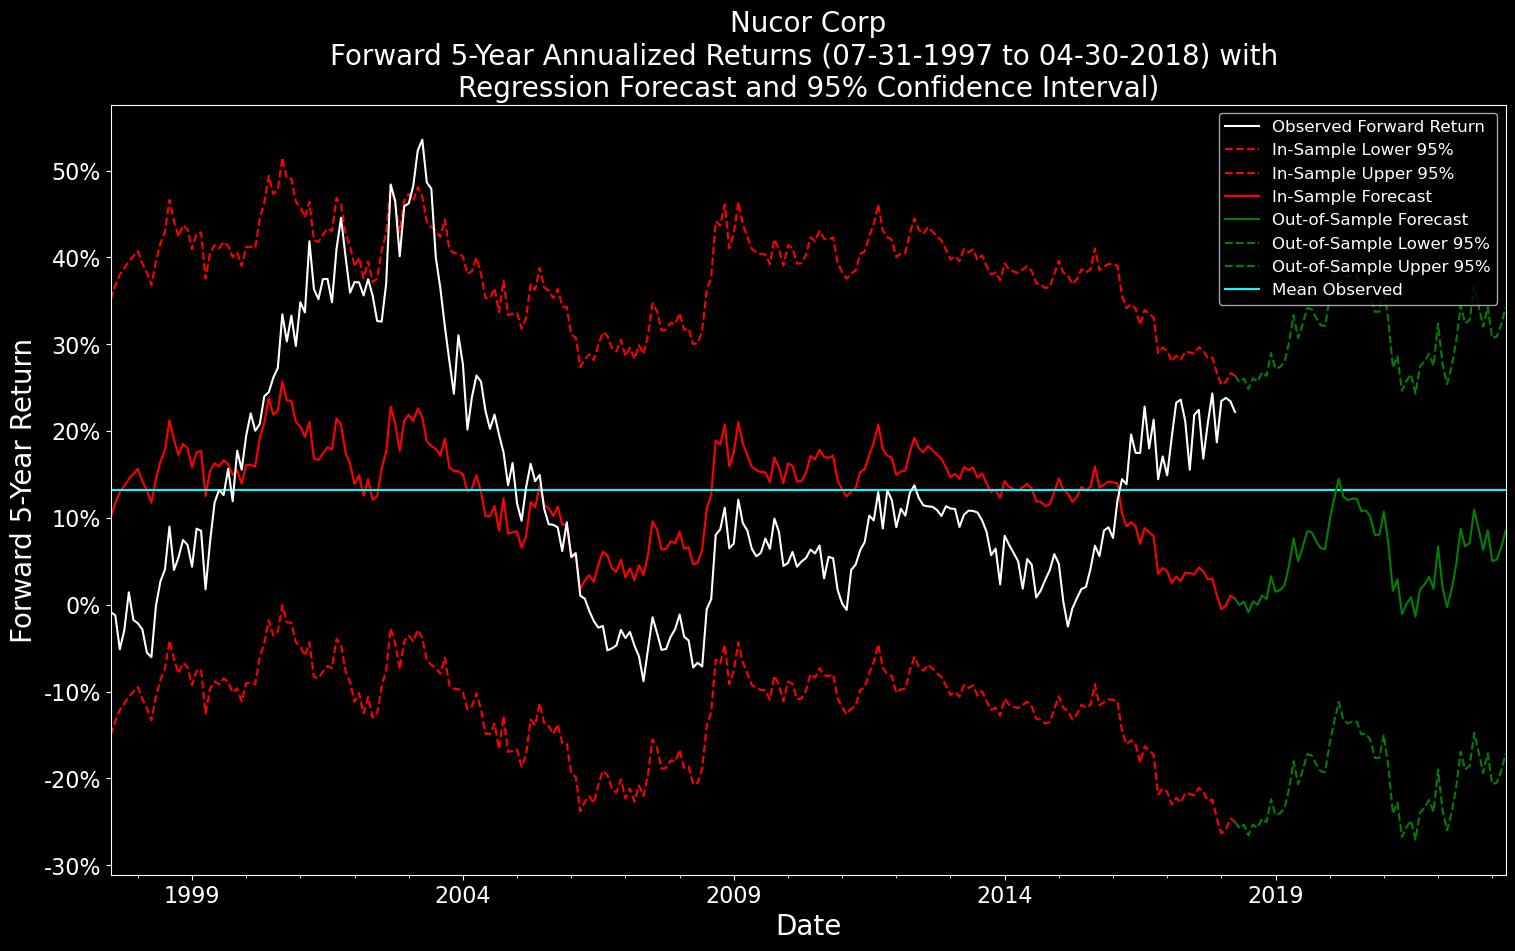 Nucor Corp
Forward 5-Year Annualized Returns (07-31-1997 to 04-30-2018) with
Regression Forecast and 95% Confidence Interval)
Observed Forward Return
In-Sample Lower 95%
In-Sample Upper 95%
In-Sample Forecast
Out-of-Sample Forecast
Out-of-Sample Lower 95%
Out-of-Sample Upper 95%
Mean Observed
Forward 5-Year Return
50%
40%
30%
20%
10%
0%
-10%
-20%
-30%
1999
2004
2009
2014
2019
Date